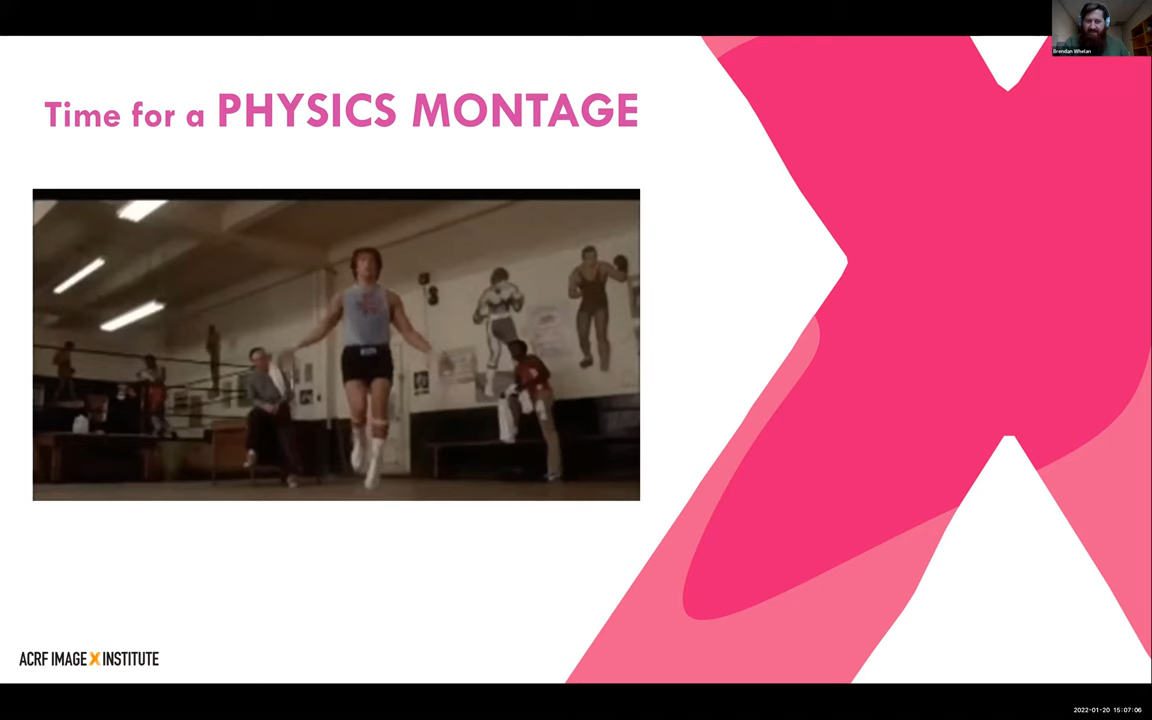 Brendan Whelan
Time for a PHYSICS MONTAGE
ACRF IMAGE X INSTITUTE
2022-01-20 15:07:06